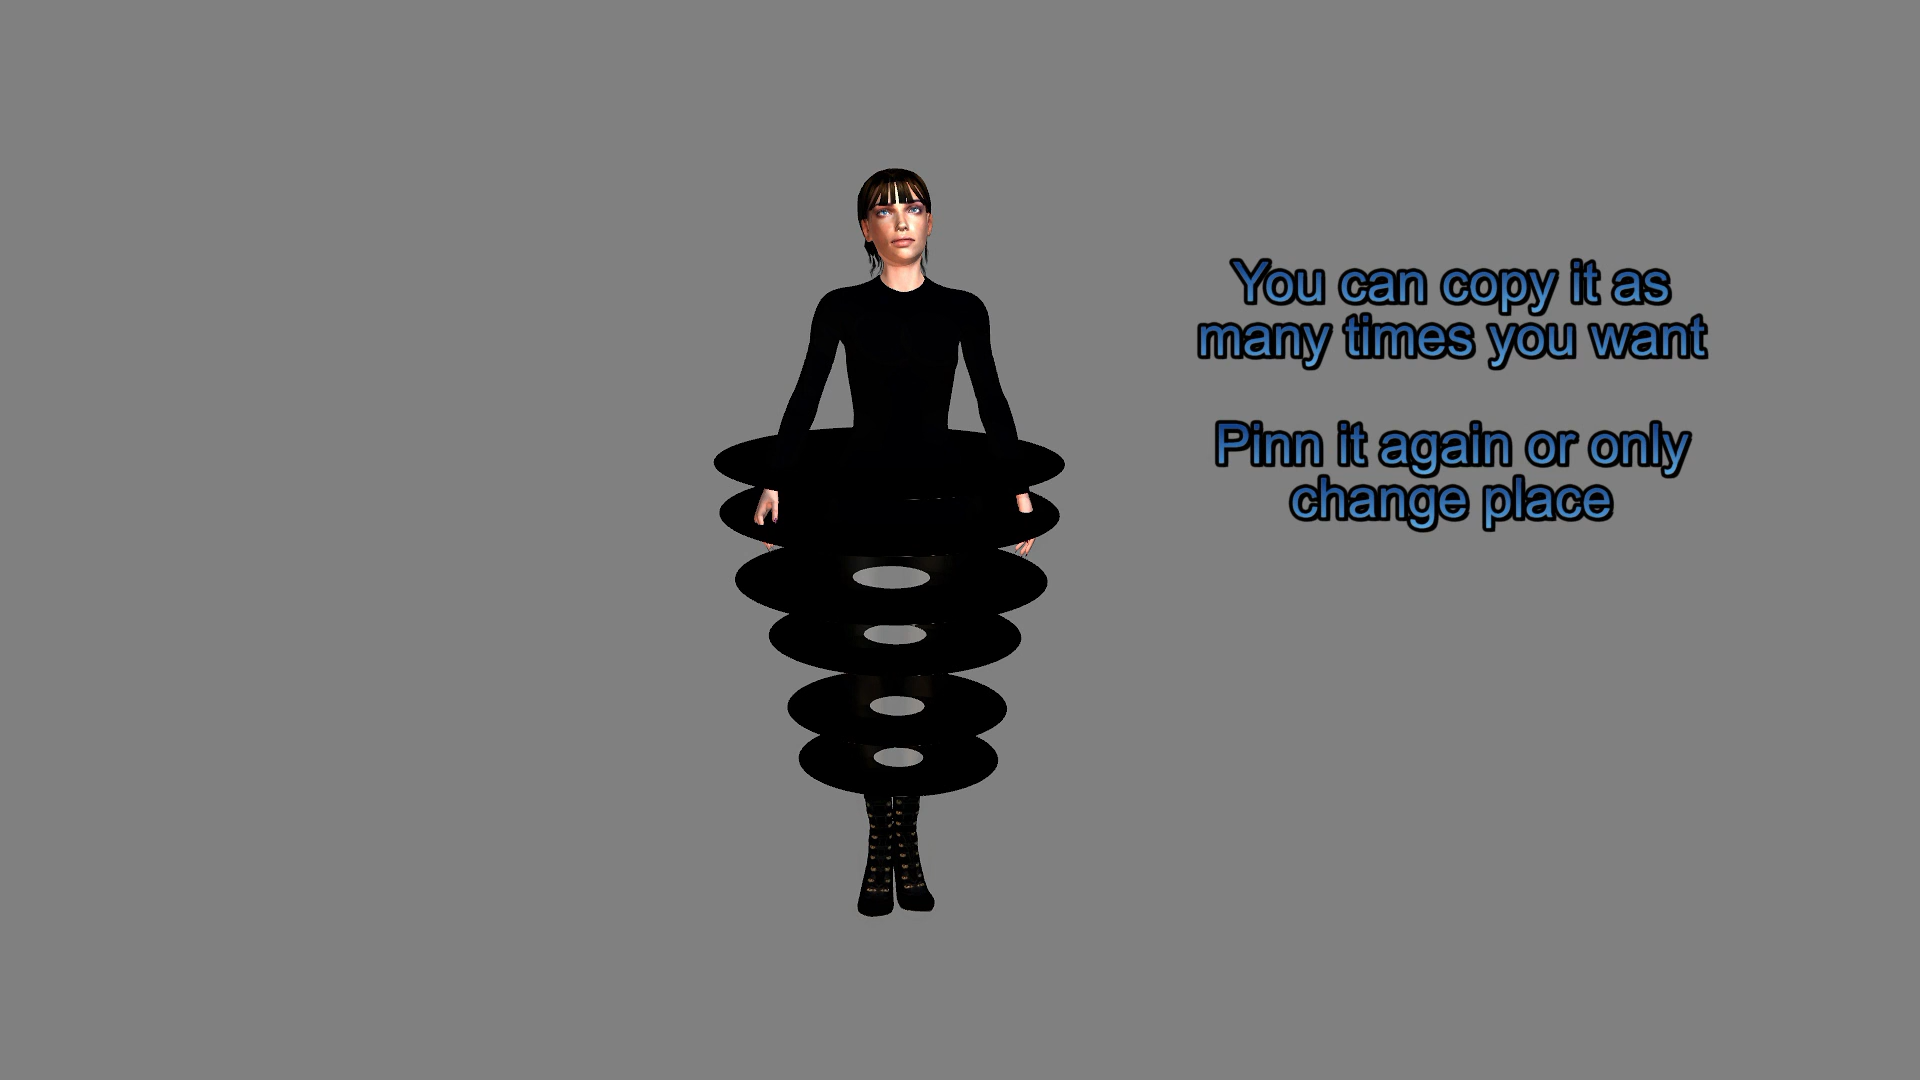 You can copy it as
many times you want
Pinn it again or only
change place